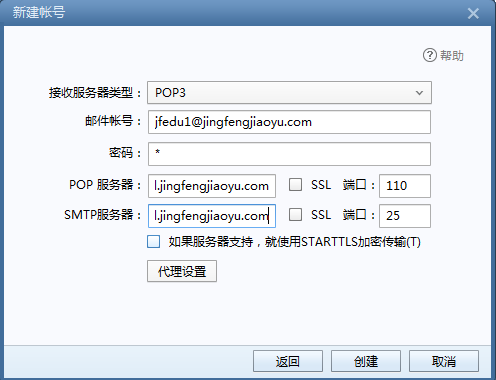 新建帐号
帮助
接收服务器类型： POP3
邮件帐号： jfedu1@jingfengjiaoyu.com
密码： *
POP 服务器： l.jingfengjiaoyu.com SSL 端口： 110
SMTP服务器： l.jingfengjiaoyu.com SSL 端口： 25
如果服务器支持，就使用STARTTLS加密传输(T)
代理设置
返回 创建 取消